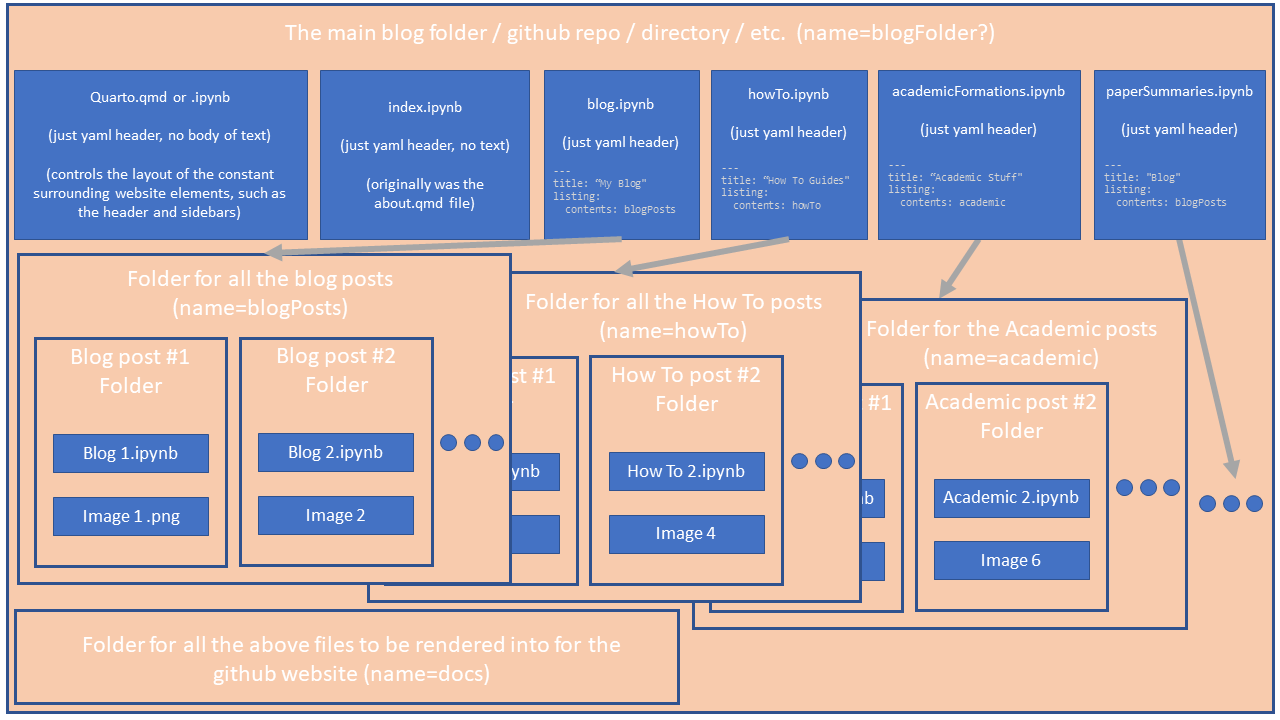 The main blog folder / github repo / directory / etc. (name=blogFolder?)
Quarto.qmd or .ipynb
(just yaml header, no body of text)
(controls the layout of the constant
surrounding website elements, such as
the header and sidebars)
index.ipynb
(just yaml header, no text)
(originally was the
about.qmd file)
blog.ipynb
(just yaml header)
---
title: “My Blog"
listing:
contents: blogPosts
howTo.ipynb
(just yaml header)
---
title: “How To Guides"
listing:
contents: howTo
academicFormations.ipynb
(just yaml header)
---
title: “Academic Stuff"
listing:
contents: academic
paperSummaries.ipynb
(just yaml header)
---
title: "Blog"
listing:
contents: blogPosts
Folder for all the blog posts
(name=blogPosts)
Blog post #1
Folder
Blog 1.ipynb
Image 1 .png
Blog post #2
Folder
Blog 2.ipynb
Image 2
Folder for all the How To posts
(name=howTo)
st #1
ynb
How To post #2
Folder
How To 2.ipynb
Image 4
Folder for the Academic posts
(name=academic)
#1
nb
Academic post #2
Folder
Academic 2.ipynb
Image 6
Folder for all the above files to be rendered into for the
github website (name=docs)